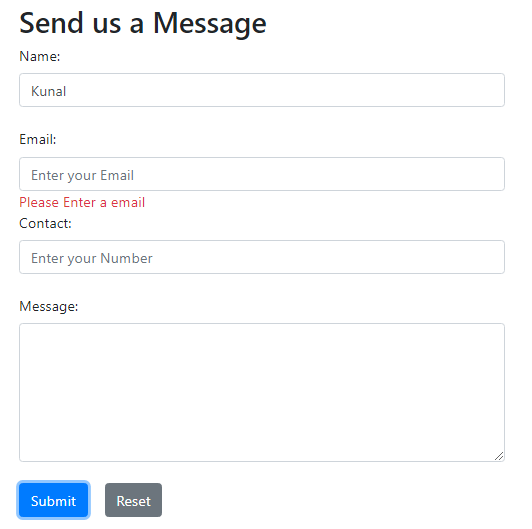 Send us a Message
Name:
Kunal
Email:
Enter your Email
Please Enter a email
Contact:
Enter your Number
Message:
Submit Reset